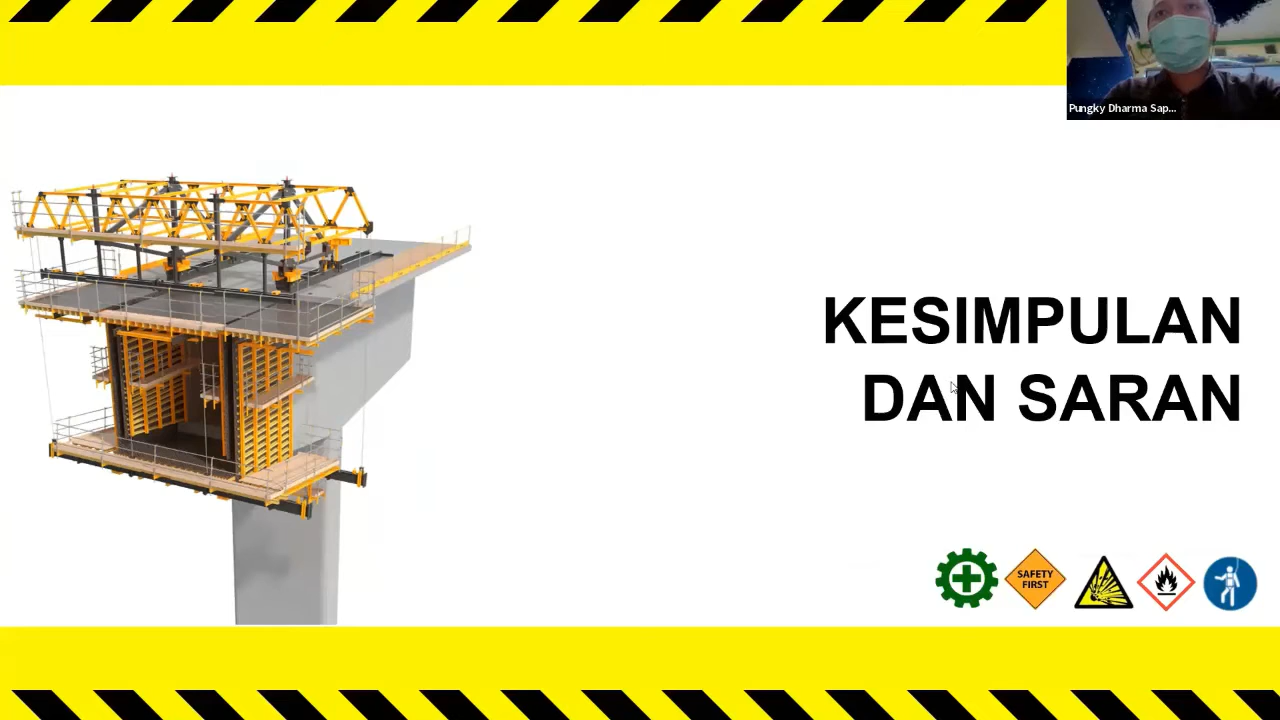 Pungky Dharma Sap...
KESIMPULAN
DAN SARAN
SAFETY
FIRST